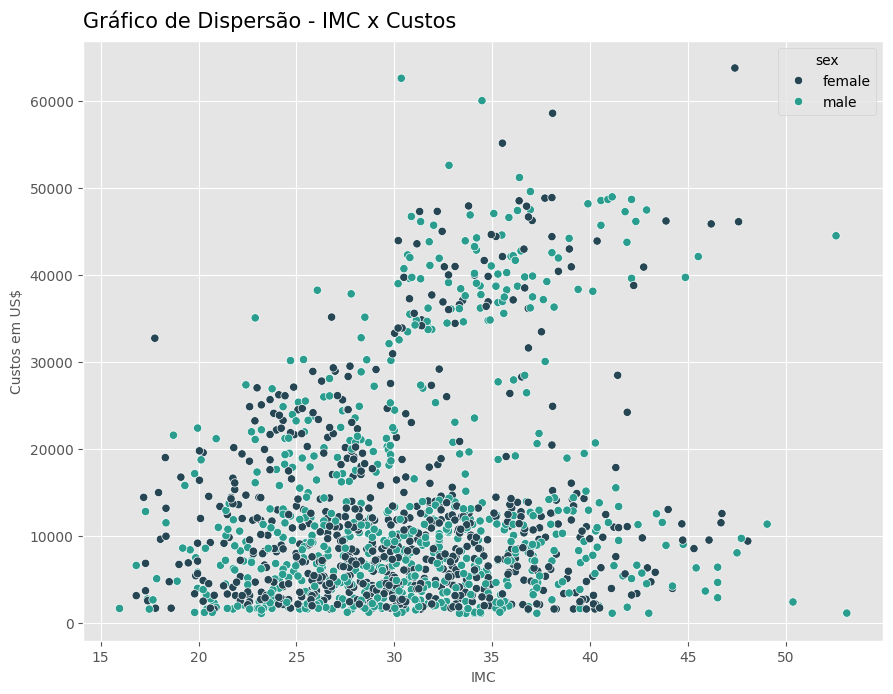 Gráfico de Dispersão - IMC x Custos
sex
female
male
60000
50000
40000
30000
20000
10000
0
Custos em US$
15 20 25 30 35 40 45 50
IMC